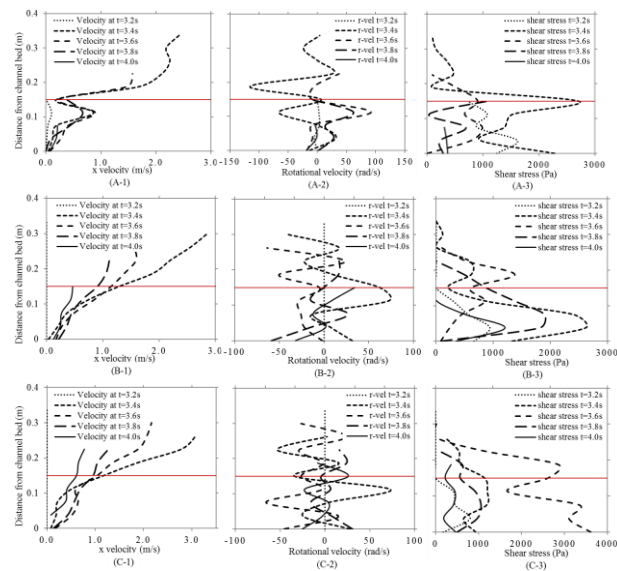 0.4
0.3
0.2
0.1
0
Distance from channel bed (m)
Velocity at t=3.2s
Velocity at t=3.4s
Velocity at t=3.6s
Velocity at t=3.8s
Velocity at t=4.0s
0.0 1.0 2.0 3.0
x velocity (m/s)
(A-1)
r-vel t=3.2s
r-vel t=3.4s
r-vel t=3.6s
r-vel t=3.8s
r-vel t=4.0s
-150 -100 -50 0 50 100 150
Rotational velocity (rad/s)
(A-2)
shear stress t=3.2s
shear stress t=3.4s
shear stress t=3.6s
shear stress t=3.8s
shear stress t=4.0s
0 1000 2000 3000
Shear stress (Pa)
(A-3)
0.4
0.3
0.2
0.1
0
Distance from channel bed (m)
Velocity at t=3.2s
Velocity at t=3.4s
Velocity at t=3.6s
Velocity at t=3.8s
Velocity at t=4.0s
0.0 1.0 2.0 3.0
x velocity (m/s)
(B-1)
r-vel t=3.2s
r-vel t=3.4s
r-vel t=3.6s
r-vel t=3.8s
r-vel t=4.0s
-100 -50 0 50 100
Rotational velocity (rad/s)
(B-2)
shear stress t=3.2s
shear stress t=3.4s
shear stress t=3.6s
shear stress t=3.8s
shear stress t=4.0s
0 1000 2000 3000
Shear stress (Pa)
(B-3)
0.4
0.3
0.2
0.1
0
Distance from channel bed (m)
Velocity at t=3.2s
Velocity at t=3.4s
Velocity at t=3.6s
Velocity at t=3.8s
Velocity at t=4.0s
0.0 1.0 2.0 3.0
x velocity (m/s)
(C-1)
r-vel t=3.2s
r-vel t=3.4s
r-vel t=3.6s
r-vel t=3.8s
r-vel t=4.0s
-100 -50 0 50 100
Rotational velocity (rad/s)
(C-2)
shear stress t=3.2s
shear stress t=3.4s
shear stress t=3.6s
shear stress t=3.8s
shear stress t=4.0s
0 1000 2000 3000 4000
Shear stress (Pa)
(C-3)